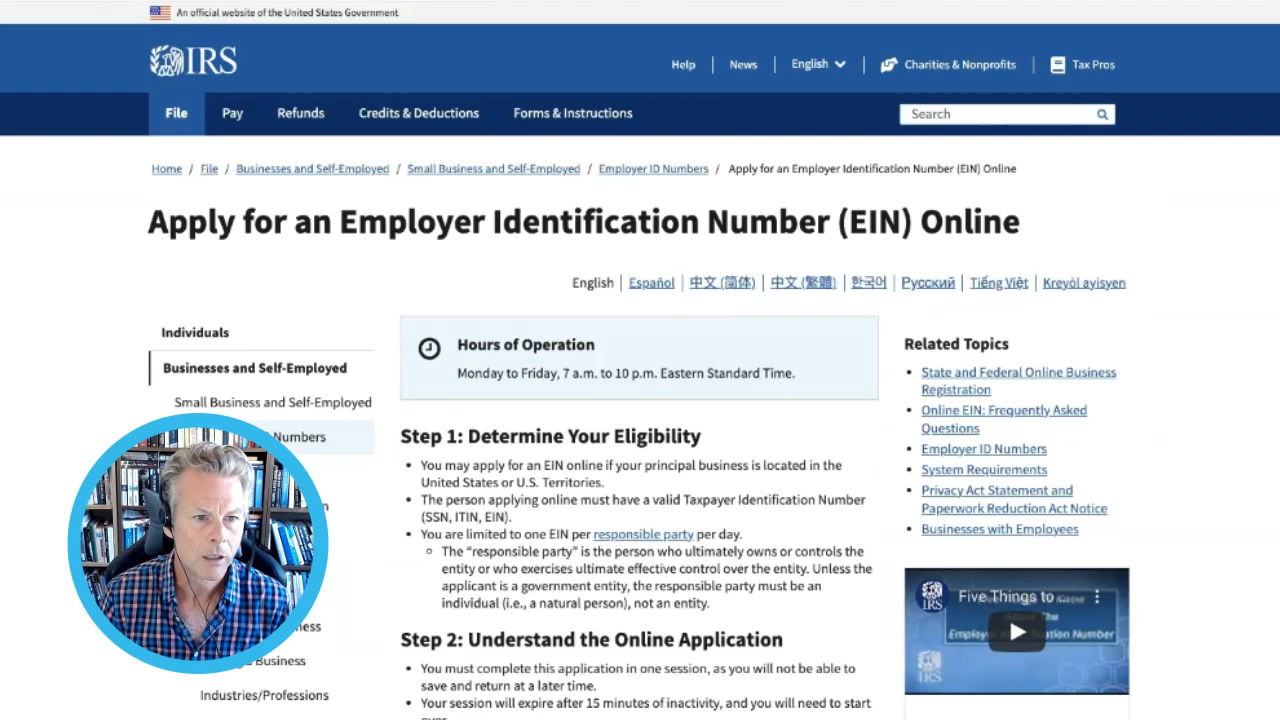 An official website of the United States Government
IRS
Help
News
English
Charities & Nonprofits
Tax Pros
File
Pay
Refunds
Credits & Deductions
Forms & Instructions
Search
Home / File / Businesses and Self-Employed / Small Business and Self-Employed / Employer ID Numbers / Apply for an Employer Identification Number (EIN) Online
Apply for an Employer Identification Number (EIN) Online
English | Español | 中文 (简体) | 中文 (繁體) | 한국어 | Русский | Tiếng Việt | Kreyòl ayisyen
Individuals
Businesses and Self-Employed
Small Business and Self-Employed
Numbers
Business
Industries/Professions
Hours of Operation
Monday to Friday, 7 a.m. to 10 p.m. Eastern Standard Time.
Step 1: Determine Your Eligibility
• You may apply for an EIN online if your principal business is located in the
United States or U.S. Territories.
• The person applying online must have a valid Taxpayer Identification Number
(SSN, ITIN, EIN).
• You are limited to one EIN per responsible party per day.
The “responsible party” is the person who ultimately owns or controls the
entity or who exercises ultimate effective control over the entity. Unless the
applicant is a government entity, the responsible party must be an
individual (i.e., a natural person), not an entity.
Step 2: Understand the Online Application
• You must complete this application in one session, as you will not be able to
save and return at a later time.
• Your session will expire after 15 minutes of inactivity, and you will need to start
Related Topics
• State and Federal Online Business
Registration
• Online EIN: Frequently Asked
Questions
• Employer ID Numbers
• System Requirements
• Privacy Act Statement and
Paperwork Reduction Act Notice
• Businesses with Employees
IRS
Five Things to
About The
Employer Number